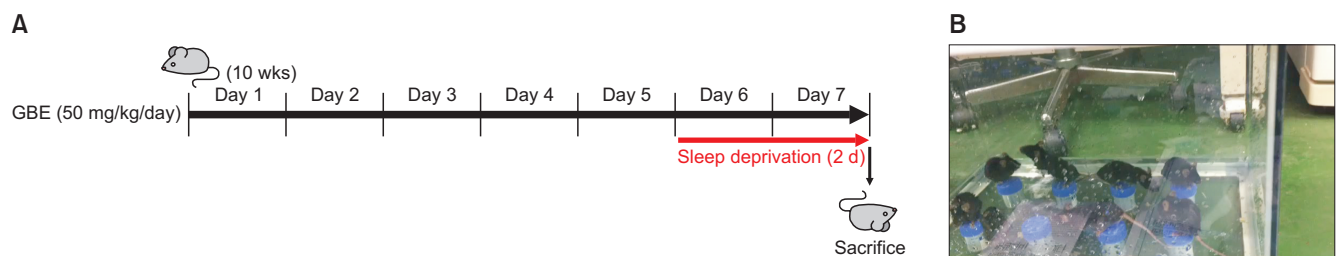 A
B
(10 wks)
Day 1 Day 2 Day 3 Day 4 Day 5 Day 6 Day 7
GBE (50 mg/kg/day)
Sleep deprivation (2 d)
Sacrifice